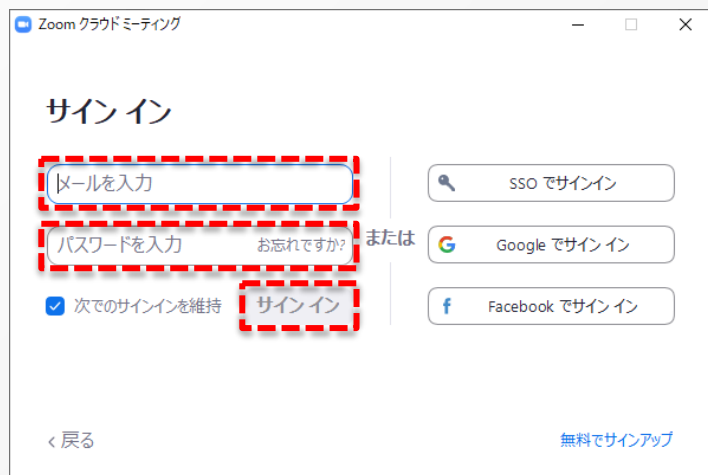 Zoom クラウド ミーティング
サイン イン
メールを入力
パスワードを入力 お忘れですか?
次でのサインインを維持 サイン イン
または
SSO でサインイン
Google でサイン イン
Facebook でサイン イン
< 戻る
無料でサインアップ